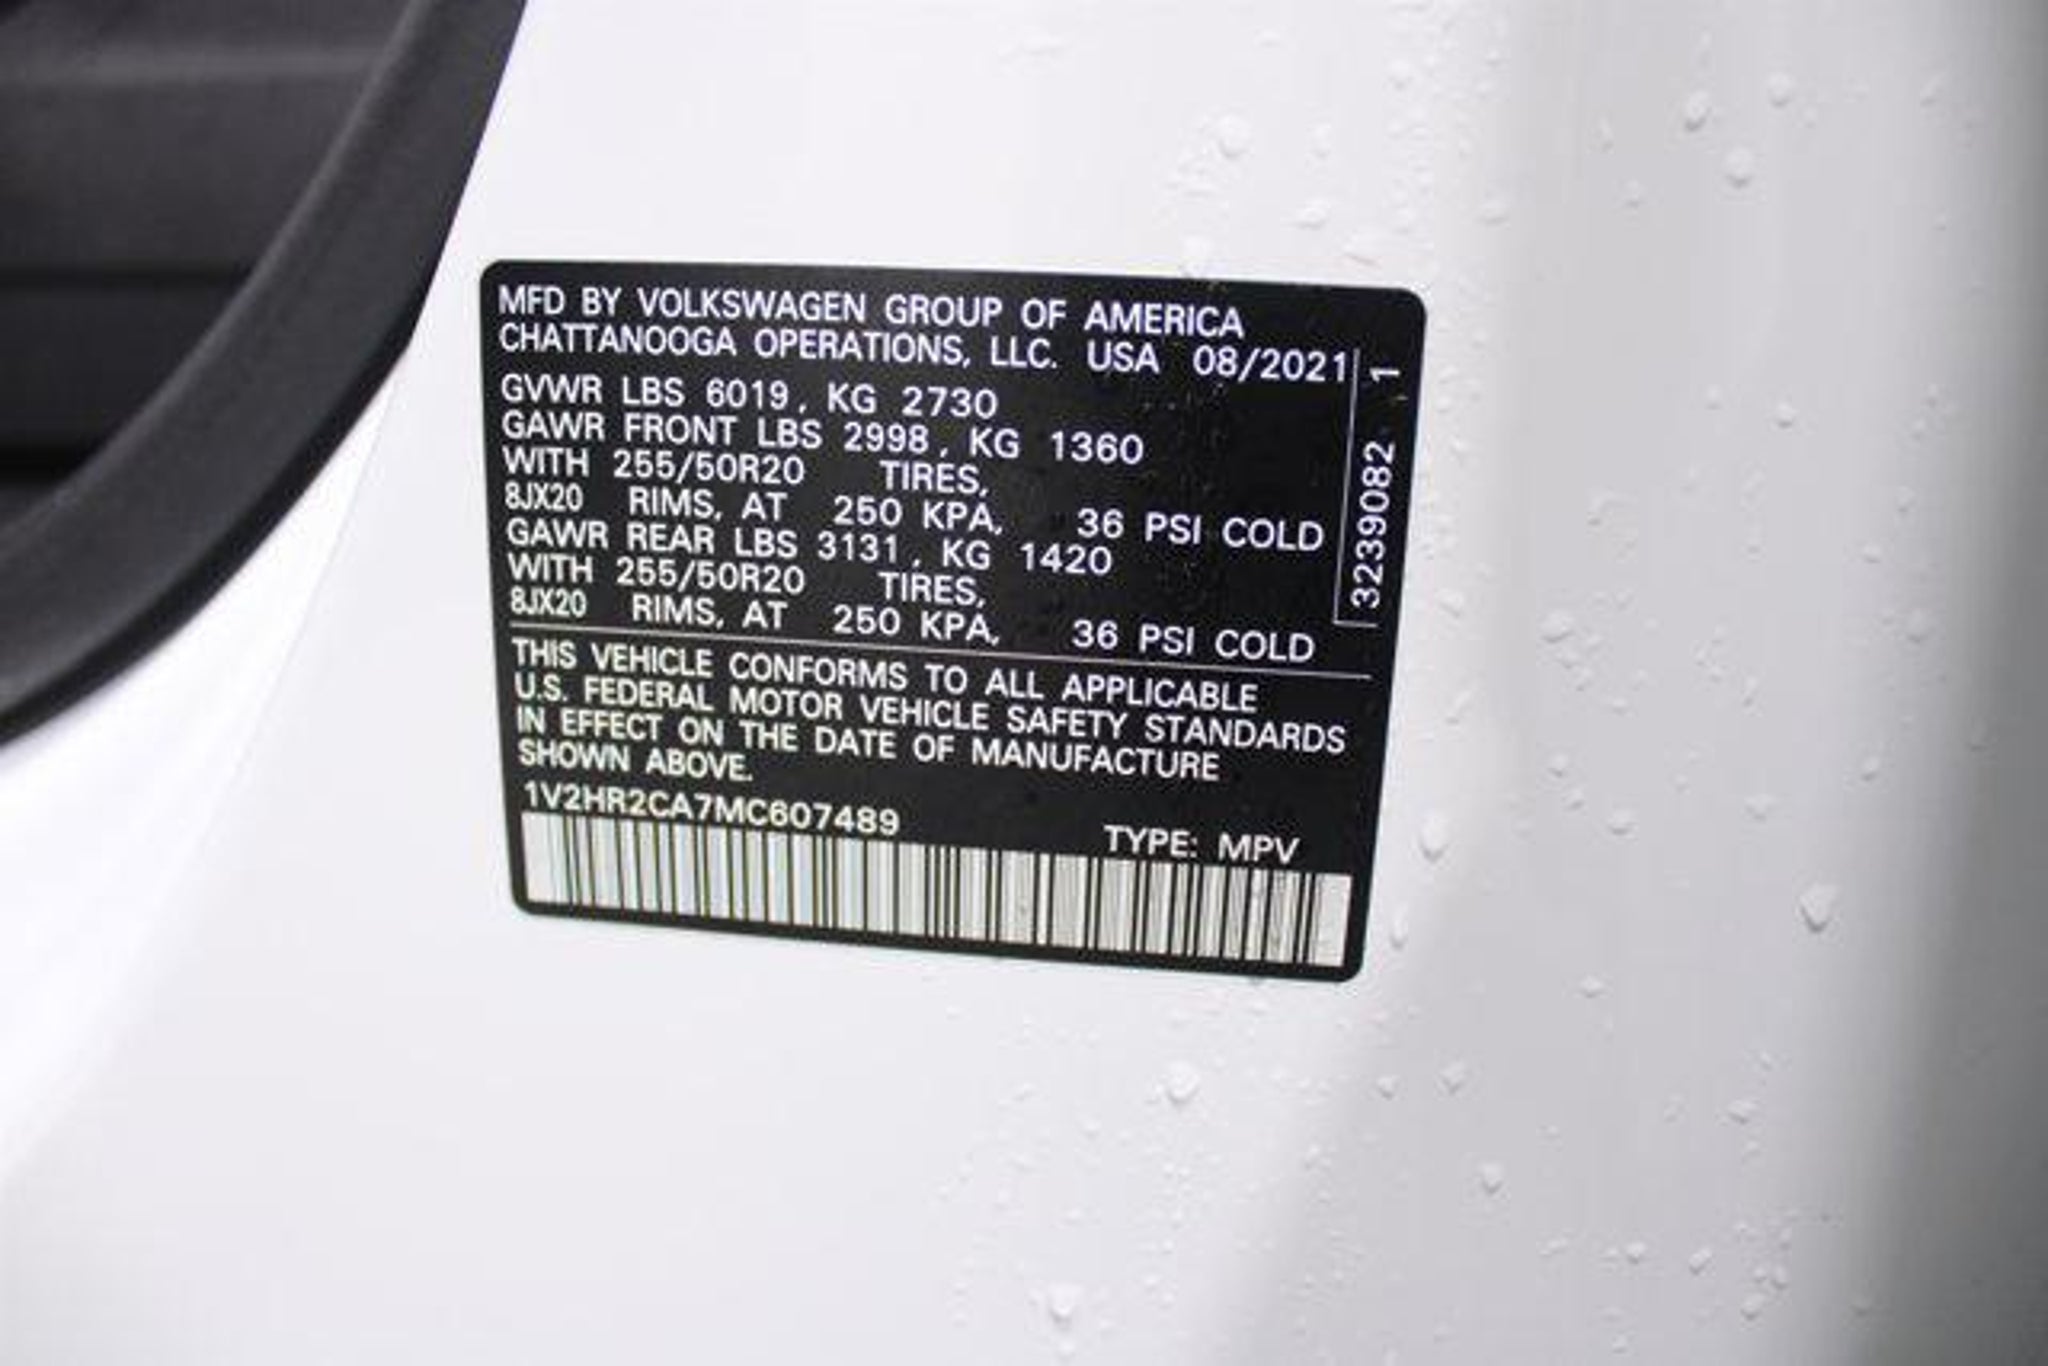 MFD BY VOLKSWAGEN GROUP OF AMERICA
CHATTANOOGA OPERATIONS, LLC. USA 08/2021
GVWR LBS 6019, KG 2730
GAWR FRONT LBS 2998, KG 1360
WITH 255/50R20 TIRES,
8JX20 RIMS, AT 250 KPA, 36 PSI COLD
GAWR REAR LBS 3131, KG 1420
WITH 255/50R20 TIRES,
8JX20 RIMS, AT 250 KPA, 36 PSI COLD
THIS VEHICLE CONFORMS TO ALL APPLICABLE
U.S. FEDERAL MOTOR VEHICLE SAFETY STANDARDS
IN EFFECT ON THE DATE OF MANUFACTURE
SHOWN ABOVE.
1V2HR2CA7MC607489
TYPE: MPV
3239082 1